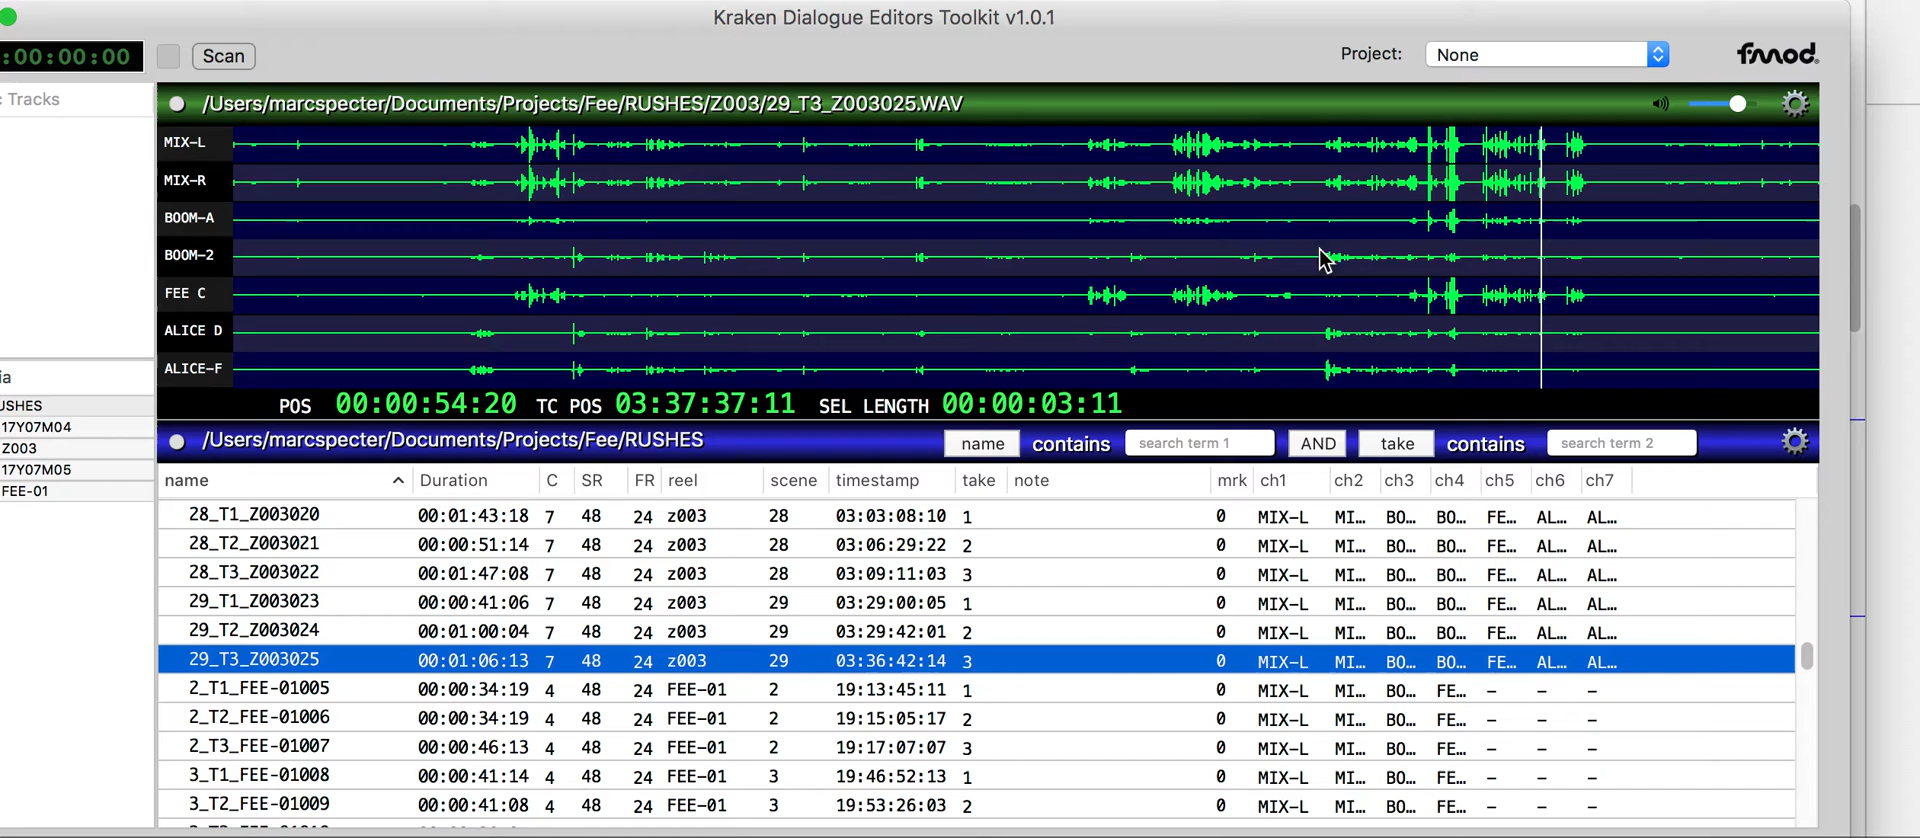 Kraken Dialogue Editors Toolkit v1.0.1
:00:00:00 Scan Project: None fmod.
c Tracks
/Users/marcspecter/Documents/Projects/Fee/RUSHES/Z003/29_T3_Z003025.WAV
MIX-L
MIX-R
BOOM-A
BOOM-2
FEE C
ALICE D
ALICE-F
POS 00:00:54:20 TC POS 03:37:37:11 SEL LENGTH 00:00:03:11
ia
USHES
17Y07M04
Z003
17Y07M05
FEE-01
/Users/marcspecter/Documents/Projects/Fee/RUSHES name contains search term 1 AND take contains search term 2
name Duration C SR FR reel scene timestamp take note mrk ch1 ch2 ch3 ch4 ch5 ch6 ch7
28_T1_Z003020 00:01:43:18 7 48 24 z003 28 03:03:08:10 1 0 MIX-L MI… BO… BO… FE… AL… AL…
28_T2_Z003021 00:00:51:14 7 48 24 z003 28 03:06:29:22 2 0 MIX-L MI… BO… BO… FE… AL… AL…
28_T3_Z003022 00:01:47:08 7 48 24 z003 28 03:09:11:03 3 0 MIX-L MI… BO… BO… FE… AL… AL…
29_T1_Z003023 00:00:41:06 7 48 24 z003 29 03:29:00:05 1 0 MIX-L MI… BO… BO… FE… AL… AL…
29_T2_Z003024 00:01:00:04 7 48 24 z003 29 03:29:42:01 2 0 MIX-L MI… BO… BO… FE… AL… AL…
29_T3_Z003025 00:01:06:13 7 48 24 z003 29 03:36:42:14 3 0 MIX-L MI… BO… BO… FE… AL… AL…
2_T1_FEE-01005 00:00:34:19 4 48 24 FEE-01 2 19:13:45:11 1 0 MIX-L MI… BO… FE… – – –
2_T2_FEE-01006 00:00:34:19 4 48 24 FEE-01 2 19:15:05:17 2 0 MIX-L MI… BO… FE… – – –
2_T3_FEE-01007 00:00:46:13 4 48 24 FEE-01 2 19:17:07:07 3 0 MIX-L MI… BO… FE… – – –
3_T1_FEE-01008 00:00:41:14 4 48 24 FEE-01 3 19:46:52:13 1 0 MIX-L MI… BO… FE… – – –
3_T2_FEE-01009 00:00:41:08 4 48 24 FEE-01 3 19:53:26:03 2 0 MIX-L MI… BO… FE… – – –